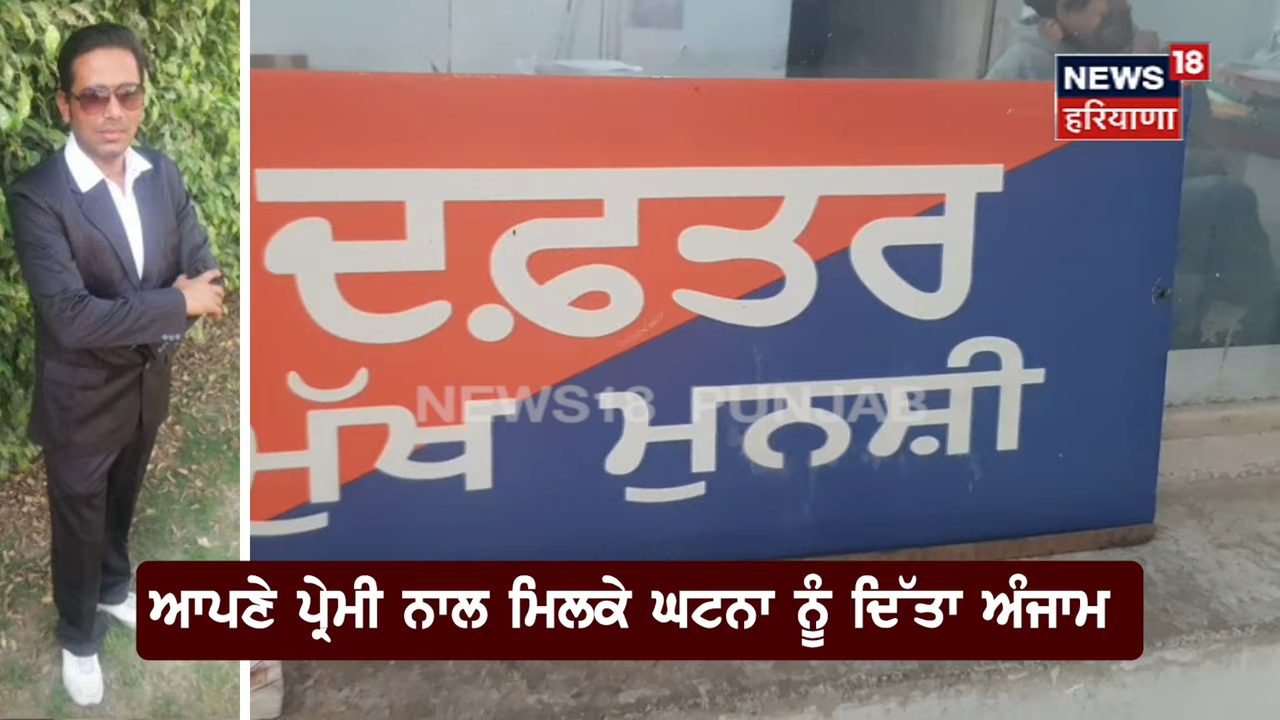 NEWS 18
हरियाणा
ਦਫ਼ਤਰ
ਮੁੱਖ ਮੁਨਸ਼ੀ
NEWS18 PUNJAB
ਆਪਣੇ ਪ੍ਰੇਮੀ ਨਾਲ ਮਿਲਕੇ ਘਟਨਾ ਨੂੰ ਦਿੱਤਾ ਅੰਜਾਮ